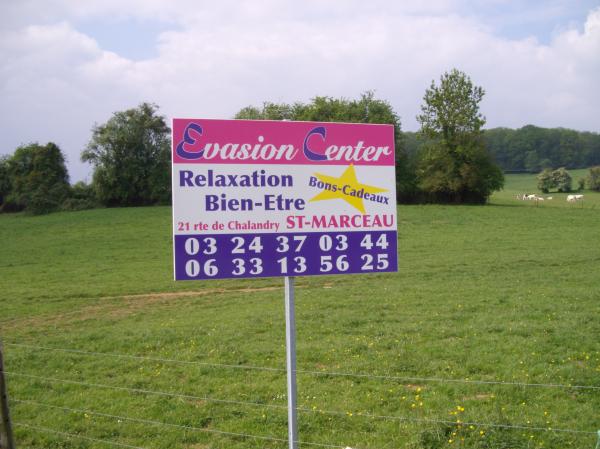 Evasion Center
Relaxation
Bien-Etre
Bons-Cadeaux
21 rte de Chalandry ST-MARCEAU
03 24 37 03 44
06 33 13 56 25